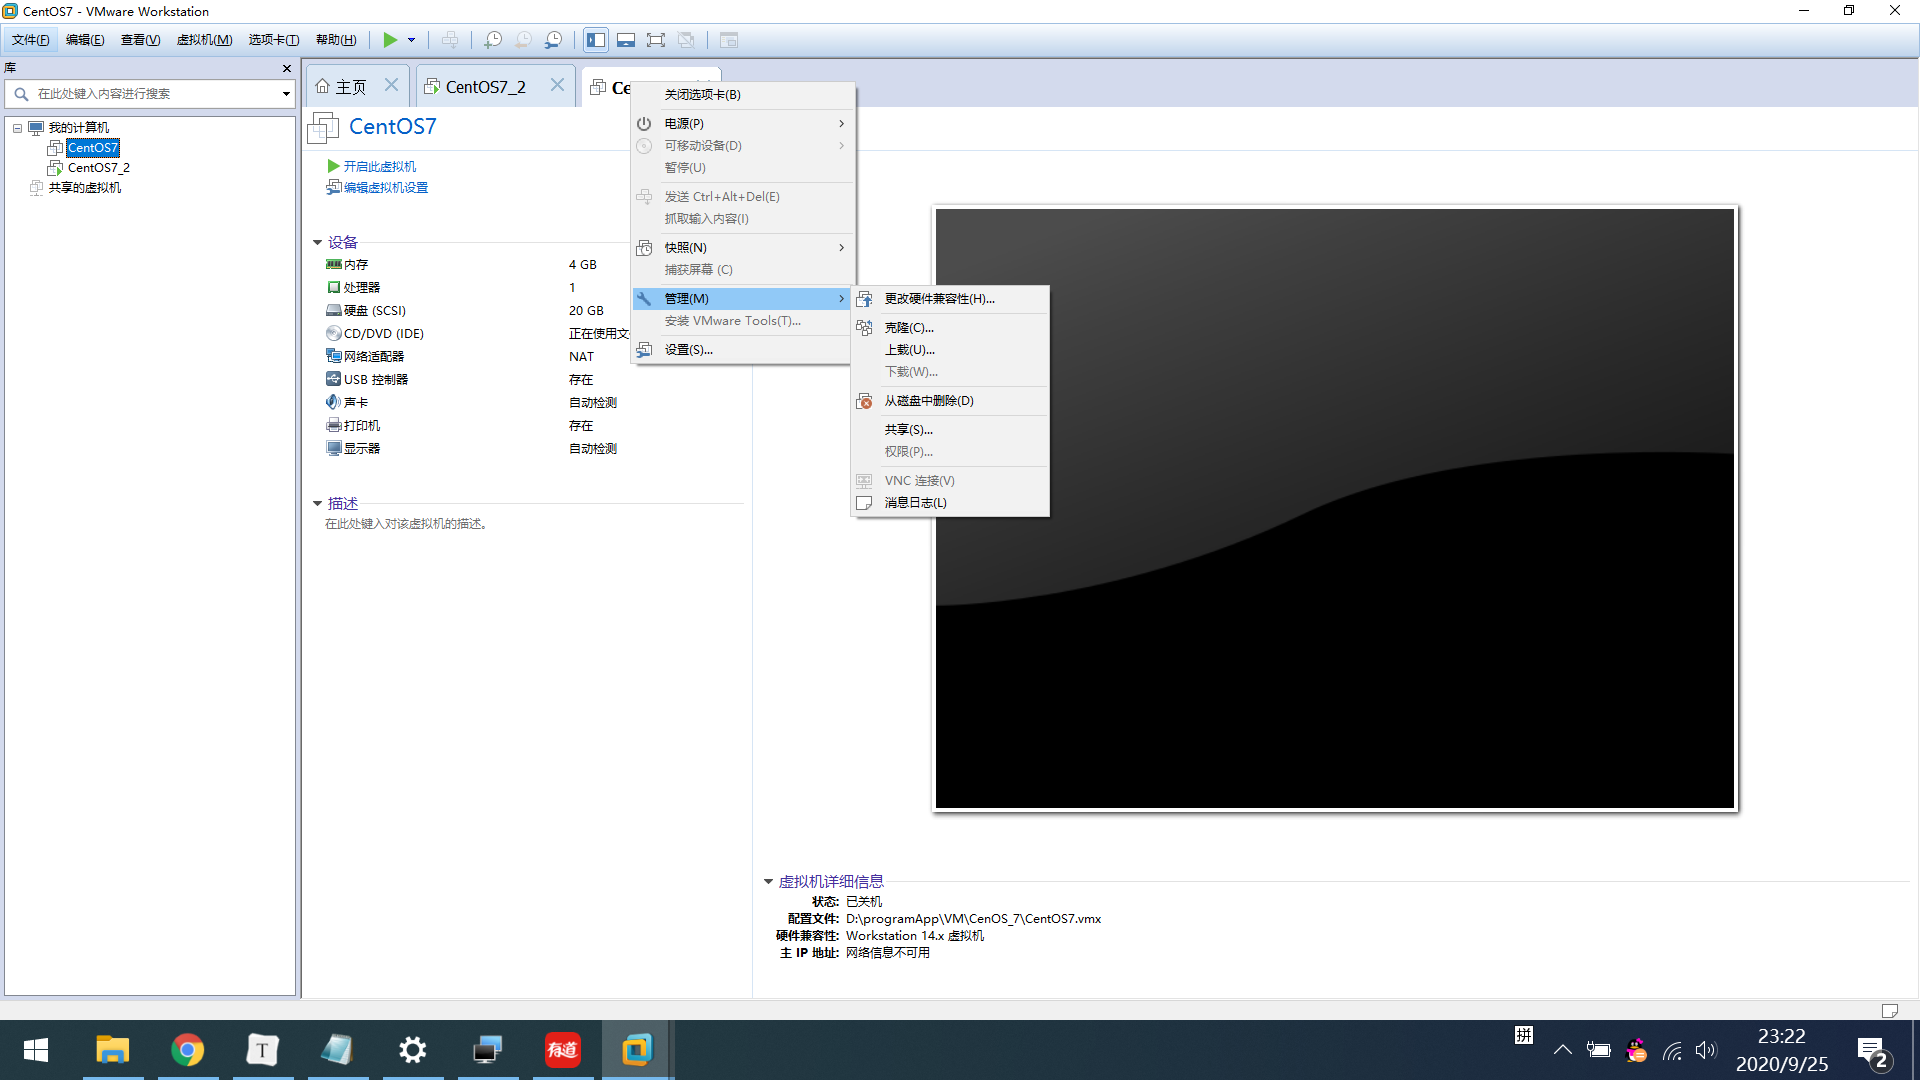 CentOS7 - VMware Workstation
文件(F) 编辑(E) 查看(V) 虚拟机(M) 选项卡(T) 帮助(H)
库
在此处键入内容进行搜索
我的计算机
CentOS7
CentOS7_2
共享的虚拟机
主页
CentOS7_2
Ce
CentOS7
开启此虚拟机
编辑虚拟机设置
设备
内存 4 GB
处理器 1
硬盘 (SCSI) 20 GB
CD/DVD (IDE) 正在使用文
网络适配器 NAT
USB 控制器 存在
声卡 自动检测
打印机 存在
显示器 自动检测
描述
在此处键入对该虚拟机的描述。
关闭选项卡(B)
电源(P)
可移动设备(D)
暂停(U)
发送 Ctrl+Alt+Del(E)
抓取输入内容(I)
快照(N)
捕获屏幕 (C)
管理(M)
安装 VMware Tools(T)...
设置(S)...
更改硬件兼容性(H)...
克隆(C)...
上载(U)...
下载(W)...
从磁盘中删除(D)
共享(S)...
权限(P)...
VNC 连接(V)
消息日志(L)
虚拟机详细信息
状态: 已关机
配置文件: D:\programApp\VM\CenOS_7\CentOS7.vmx
硬件兼容性: Workstation 14.x 虚拟机
主 IP 地址: 网络信息不可用
T
有道
拼
23:22
2020/9/25
2